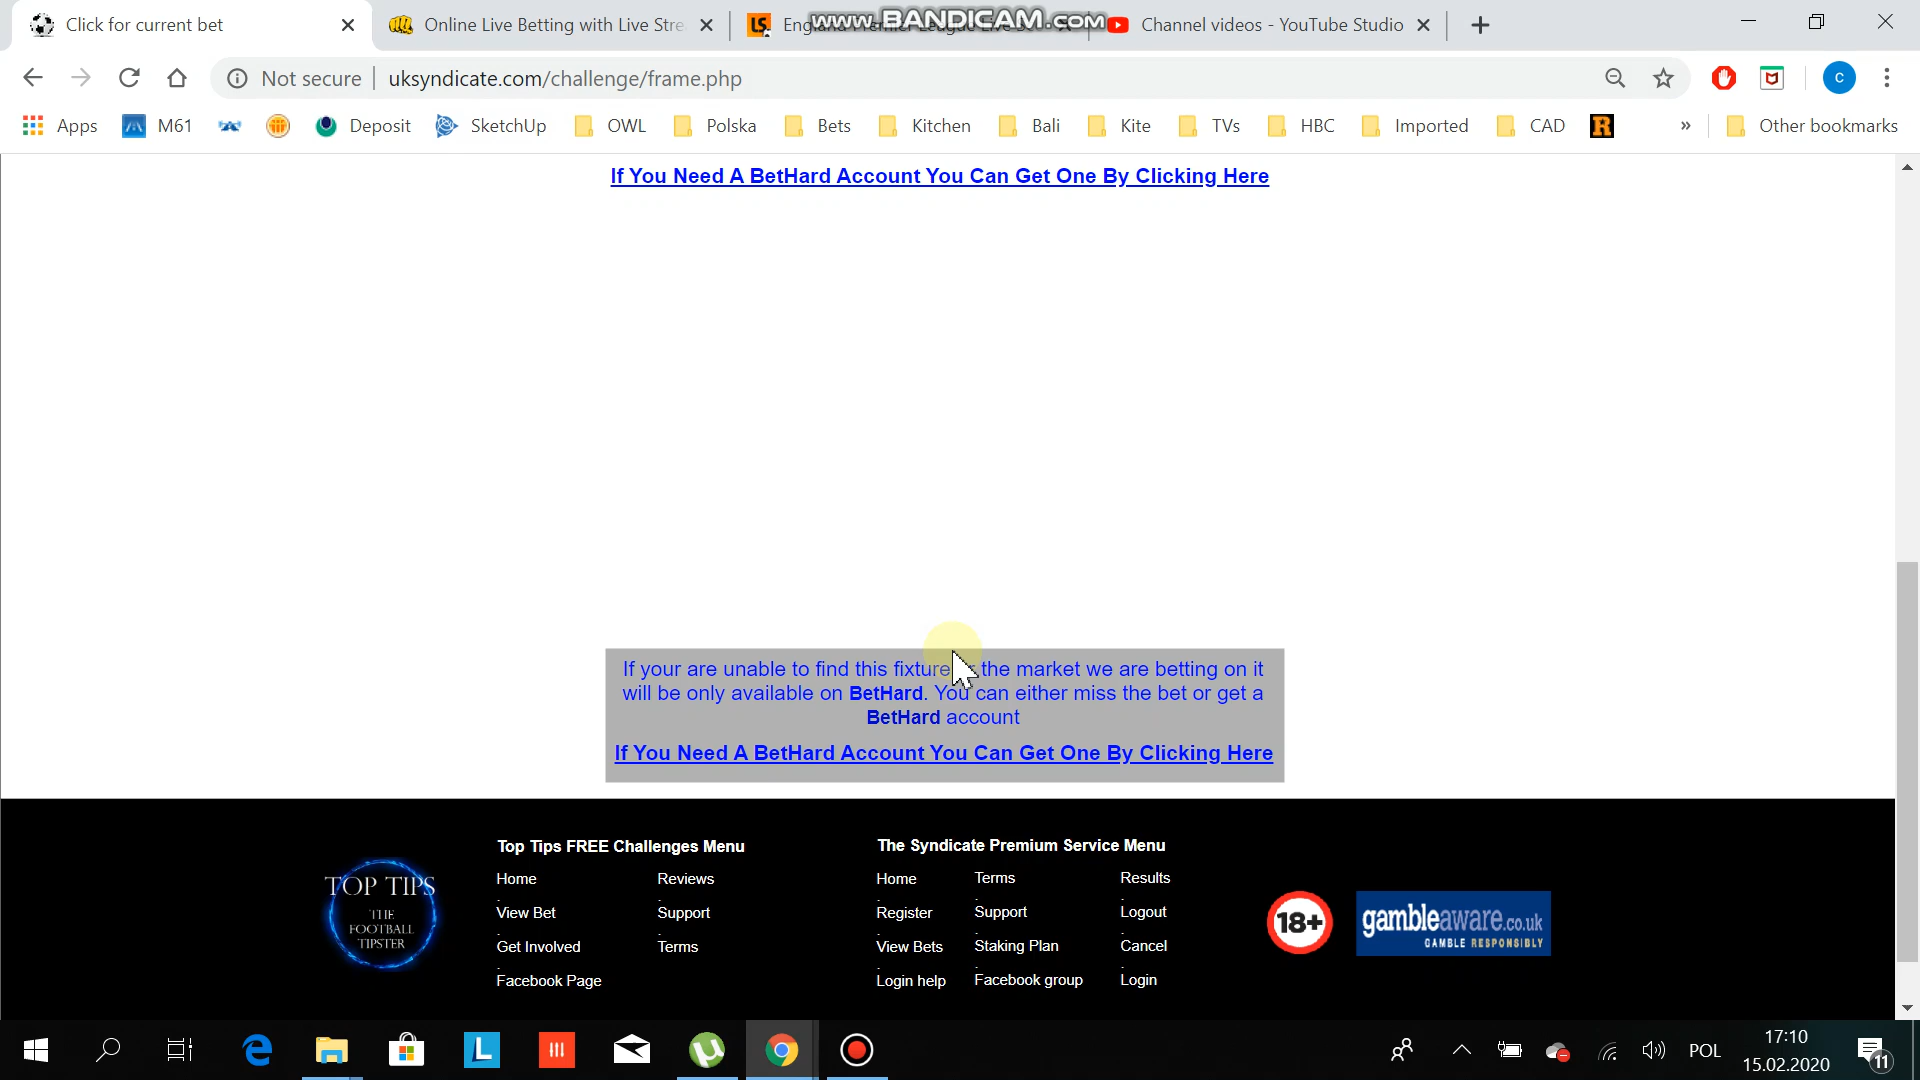 Click for current bet
Online Live Betting with Live Stre
www.BANDICAM.com
Channel videos - YouTube Studio
Not secure
uksyndicate.com/challenge/frame.php
C
Apps
M61
Deposit
SketchUp
OWL
Polska
Bets
Kitchen
Bali
Kite
TVs
HBC
Imported
CAD
R
»
Other bookmarks
If You Need A BetHard Account You Can Get One By Clicking Here
If your are unable to find this fixture the market we are betting on it
will be only available on BetHard. You can either miss the bet or get a
BetHard account
If You Need A BetHard Account You Can Get One By Clicking Here
TOP TIPS
THE
FOOTBALL
TIPSTER
Top Tips FREE Challenges Menu
Home
View Bet
Get Involved
Facebook Page
Reviews
Support
Terms
The Syndicate Premium Service Menu
Home
Register
View Bets
Login help
Terms
Support
Staking Plan
Facebook group
Results
Logout
Cancel
Login
18+
gambleaware.co.uk
GAMBLE RESPONSIBLY
POL
17:10
15.02.2020
11